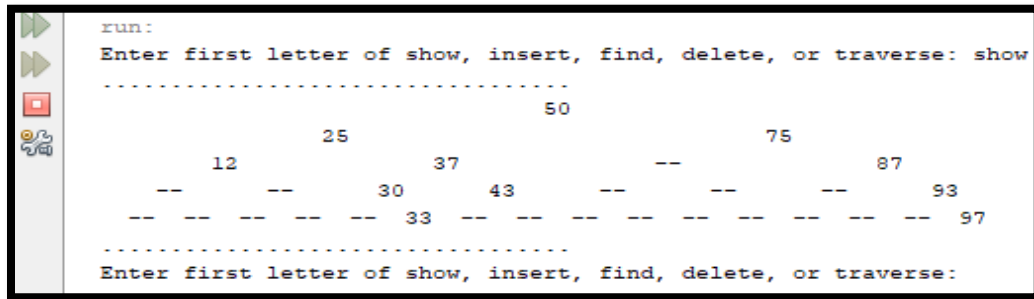 run:
Enter first letter of show, insert, find, delete, or traverse: show
..................................
50
25 75
12 37 -- 87
-- -- 30 43 -- -- -- 93
-- -- -- -- -- 33 -- -- -- -- -- -- -- -- -- 97
..................................
Enter first letter of show, insert, find, delete, or traverse: